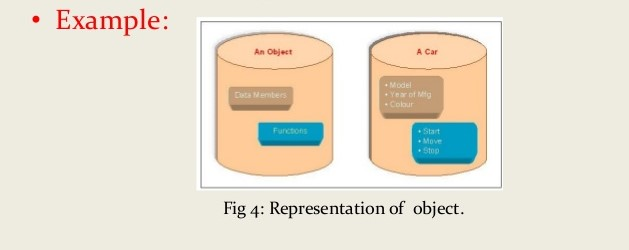 • Example:
An Object
Data Members
Functions
A Car
• Model
• Year of Mfg
• Colour
• Start
• Move
• Stop
Fig 4: Representation of object.